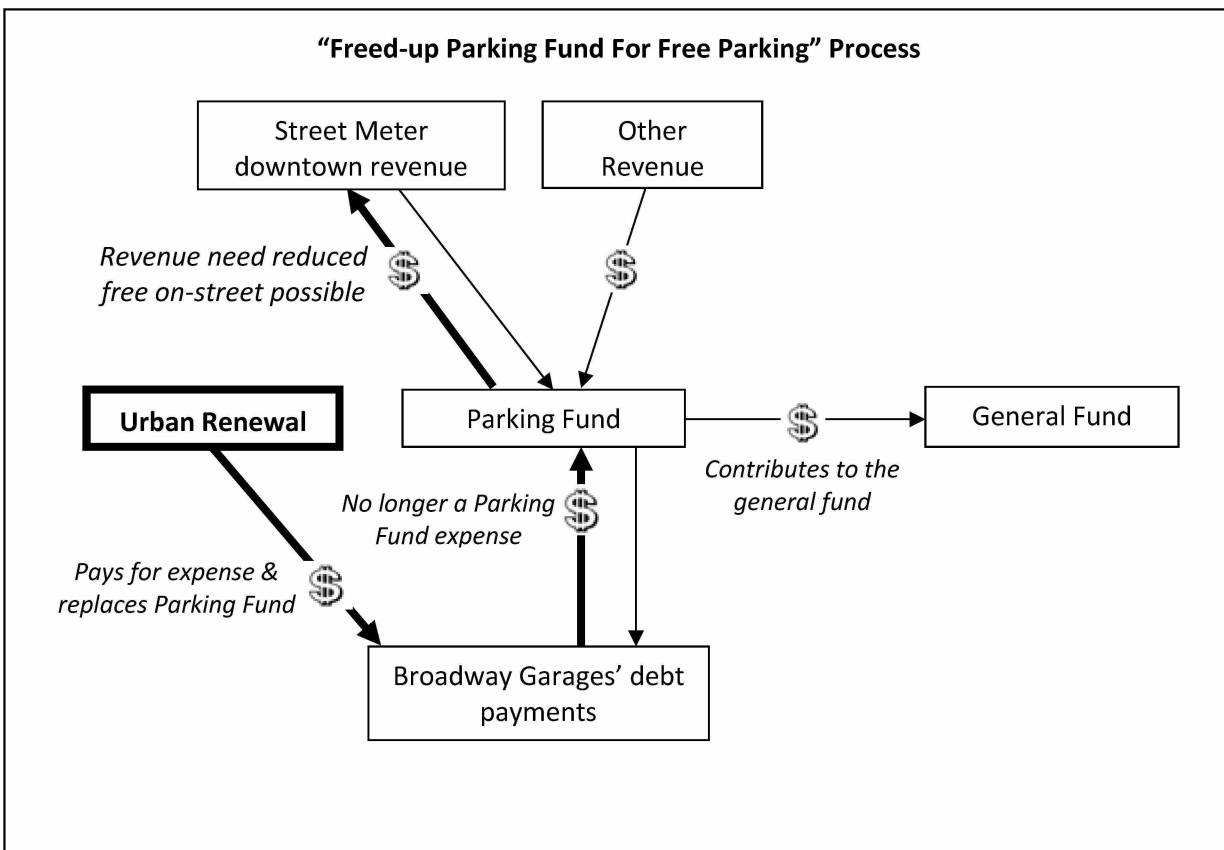 “Freed-up Parking Fund For Free Parking” Process
Street Meter
downtown revenue
Other
Revenue
Revenue need reduced
free on-street possible
$
$
Urban Renewal
Parking Fund
$
General Fund
Contributes to the
general fund
No longer a Parking
Fund expense
$
Pays for expense &
replaces Parking Fund
$
Broadway Garages’ debt
payments